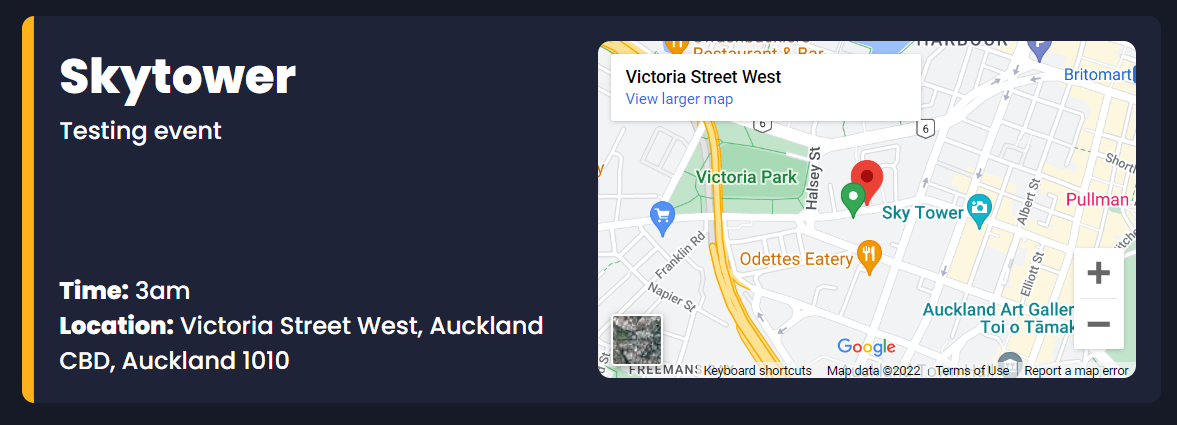 Skytower
Testing event
Time: 3am
Location: Victoria Street West, Auckland
CBD, Auckland 1010
Restaurant & Bar
HARBOUR
P
Victoria Street West
View larger map
Britomart
6
6
Victoria Park
Halsey St
Short
Albert St
Pullman
Sky Tower
Franklin Rd
Odettes Eatery
Elliott St
Napier St
+
Auckland Art Galler
Toi o Tāmak
−
Google
FREEMANS
Keyboard shortcuts
Map data ©2022
Terms of Use
Report a map error